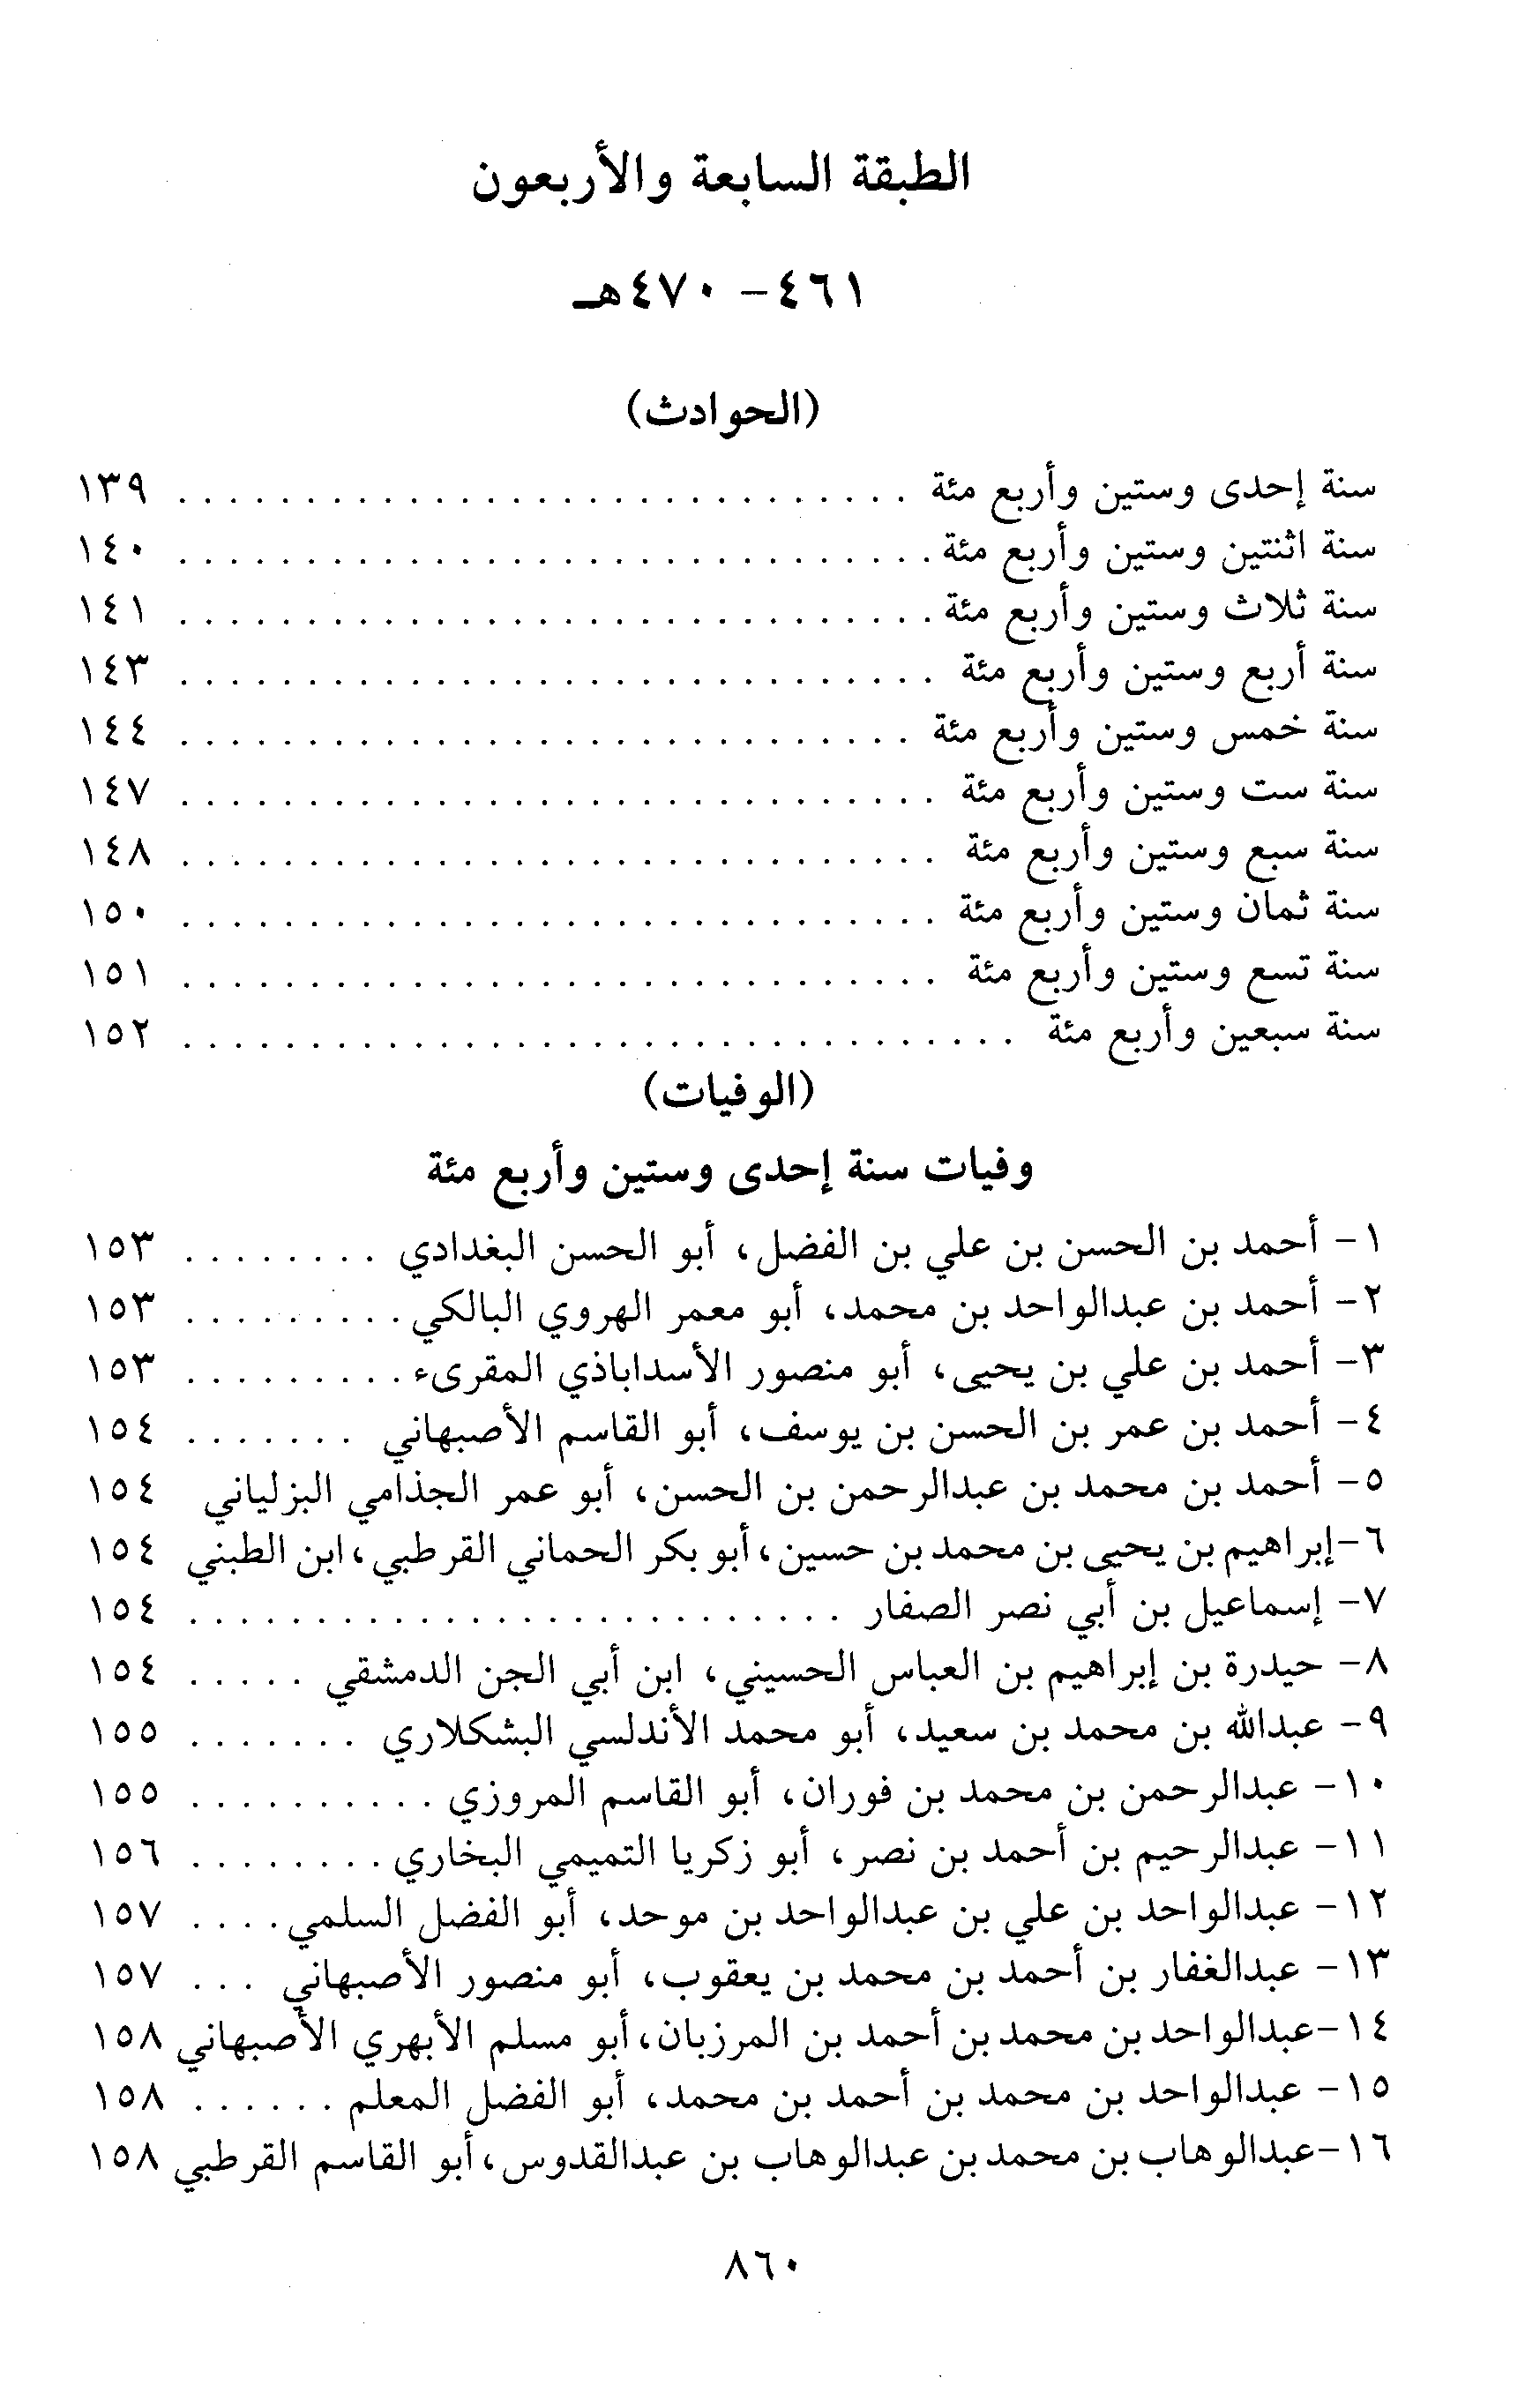 الطبقة السابعة والأربعون
٤٦١- ٤٧٠هـ
(الحوادث)
سنة إحدى وستين وأربع مئة . . . . . . . . . . . . . . . . . . . . . . . . . . . . . ١٣٩
سنة اثنتين وستين وأربع مئة . . . . . . . . . . . . . . . . . . . . . . . . . . . . . . ١٤٠
سنة ثلاث وستين وأربع مئة . . . . . . . . . . . . . . . . . . . . . . . . . . . . . . ١٤١
سنة أربع وستين وأربع مئة . . . . . . . . . . . . . . . . . . . . . . . . . . . . . . ١٤٣
سنة خمس وستين وأربع مئة . . . . . . . . . . . . . . . . . . . . . . . . . . . . . ١٤٤
سنة ست وستين وأربع مئة . . . . . . . . . . . . . . . . . . . . . . . . . . . . . . ١٤٧
سنة سبع وستين وأربع مئة . . . . . . . . . . . . . . . . . . . . . . . . . . . . . . ١٤٨
سنة ثمان وستين وأربع مئة . . . . . . . . . . . . . . . . . . . . . . . . . . . . . . ١٥٠
سنة تسع وستين وأربع مئة . . . . . . . . . . . . . . . . . . . . . . . . . . . . . . ١٥١
سنة سبعين وأربع مئة . . . . . . . . . . . . . . . . . . . . . . . . . . . . . . . . . ١٥٢
(الوفيات)
وفيات سنة إحدى وستين وأربع مئة
١- أحمد بن الحسن بن علي بن الفضل، أبو الحسن البغدادي . . . . . . . . ١٥٣
٢- أحمد بن عبدالواحد بن محمد، أبو معمر الهروي البالكي . . . . . . . . . ١٥٣
٣- أحمد بن علي بن يحيى، أبو منصور الأسداباذي المقرىء . . . . . . . . . ١٥٣
٤- أحمد بن عمر بن الحسن بن يوسف، أبو القاسم الأصبهاني . . . . . . . ١٥٤
٥- أحمد بن محمد بن عبدالرحمن بن الحسن، أبو عمر الجذامي البزلياني ١٥٤
٦-إبراهيم بن يحيى بن محمد بن حسين،أبو بكر الحماني القرطبي،ابن الطبني ١٥٤
٧- إسماعيل بن أبي نصر الصفار . . . . . . . . . . . . . . . . . . . . . . . . . . ١٥٤
٨- حيدرة بن إبراهيم بن العباس الحسيني، ابن أبي الجن الدمشقي . . . . . ١٥٤
٩- عبدالله بن محمد بن سعيد، أبو محمد الأندلسي البشكلاري . . . . . . . ١٥٥
١٠- عبدالرحمن بن محمد بن فوران، أبو القاسم المروزي . . . . . . . . . . ١٥٥
١١- عبدالرحيم بن أحمد بن نصر، أبو زكريا التميمي البخاري . . . . . . . . ١٥٦
١٢- عبدالواحد بن علي بن عبدالواحد بن موحد، أبو الفضل السلمي . . . . ١٥٧
١٣- عبدالغفار بن أحمد بن محمد بن يعقوب، أبو منصور الأصبهاني . . . ١٥٧
١٤-عبدالواحد بن محمد بن أحمد بن المرزبان،أبو مسلم الأبهري الأصبهاني ١٥٨
١٥- عبدالواحد بن محمد بن أحمد بن محمد، أبو الفضل المعلم . . . . . . ١٥٨
١٦-عبدالوهاب بن محمد بن عبدالوهاب بن عبدالقدوس،أبو القاسم القرطبي ١٥٨
٨٦٠